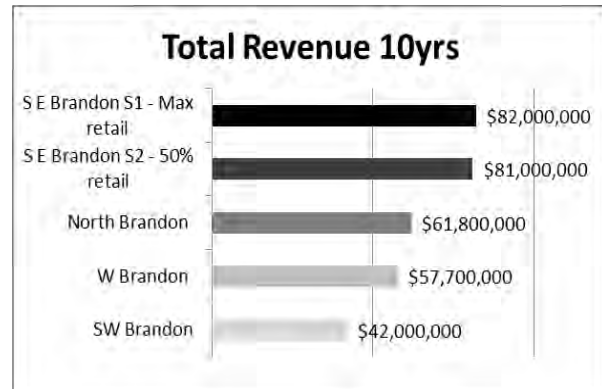 Total Revenue 10yrs
S E Brandon S1 - Max
retail
$82,000,000
S E Brandon S2 - 50%
retail
$81,000,000
North Brandon
$61,800,000
W Brandon
$57,700,000
SW Brandon
$42,000,000